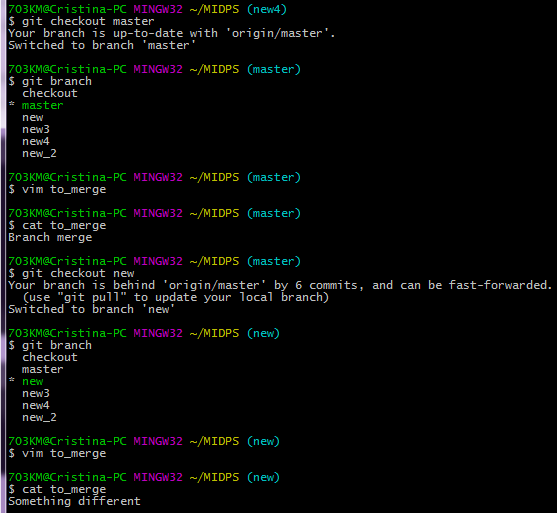 703KM@Cristina-PC MINGW32 ~/MIDPS (new4)
$ git checkout master
Your branch is up-to-date with 'origin/master'.
Switched to branch 'master'
703KM@Cristina-PC MINGW32 ~/MIDPS (master)
$ git branch
  checkout
* master
  new
  new3
  new4
  new_2
703KM@Cristina-PC MINGW32 ~/MIDPS (master)
$ vim to_merge
703KM@Cristina-PC MINGW32 ~/MIDPS (master)
$ cat to_merge
Branch merge
703KM@Cristina-PC MINGW32 ~/MIDPS (master)
$ git checkout new
Your branch is behind 'origin/master' by 6 commits, and can be fast-forwarded.
  (use "git pull" to update your local branch)
Switched to branch 'new'
703KM@Cristina-PC MINGW32 ~/MIDPS (new)
$ git branch
  checkout
  master
* new
  new3
  new4
  new_2
703KM@Cristina-PC MINGW32 ~/MIDPS (new)
$ vim to_merge
703KM@Cristina-PC MINGW32 ~/MIDPS (new)
$ cat to_merge
Something different